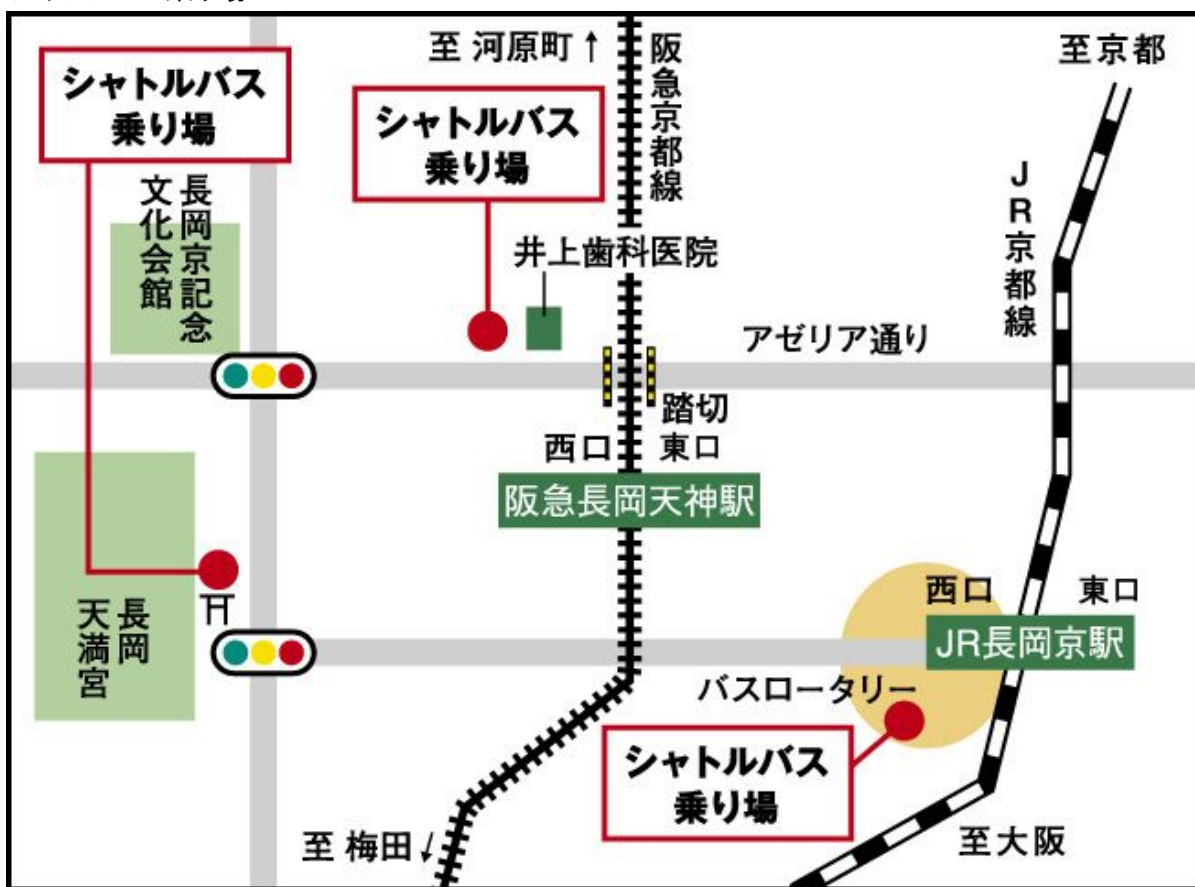 シャトルバス
乗り場
至 河原町↑
阪急京都線
シャトルバス
乗り場
至京都
JR京都線
長岡京記念
文化会館
井上歯科医院
アゼリア通り
踏切
西口
東口
阪急長岡天神駅
長岡
天満宮
西口
東口
JR長岡京駅
バスロータリー
シャトルバス
乗り場
至 梅田↓
至大阪